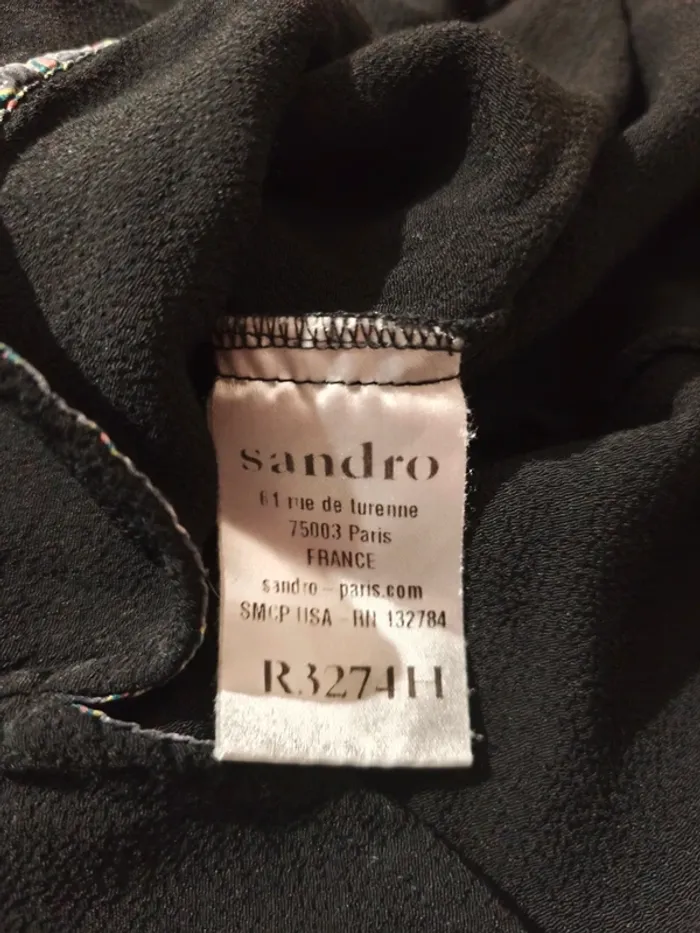 sandro
61 rue de turenne
75003 Paris
FRANCE
sandro - paris.com
SMCP USA - RN 132784
R3274H